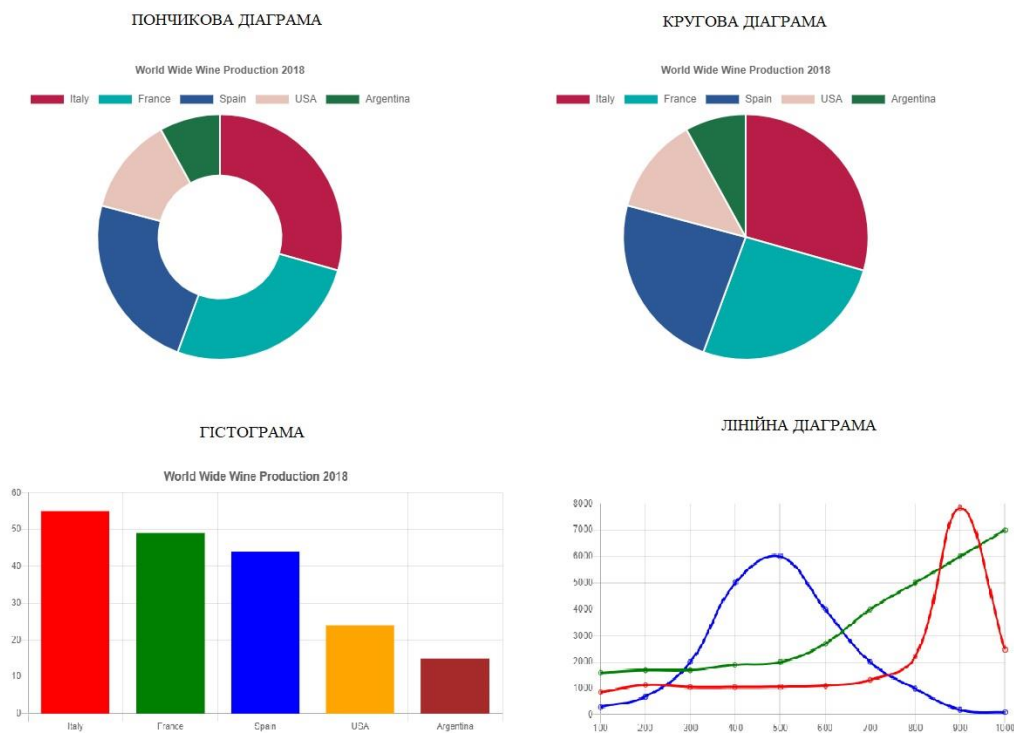 ПОНЧИКОВА ДІАГРАМА
World Wide Wine Production 2018
Italy France Spain USA Argentina
КРУГОВА ДІАГРАМА
World Wide Wine Production 2018
Italy France Spain USA Argentina
ГІСТОГРАМА
World Wide Wine Production 2018
60
50
40
30
20
10
0
Italy France Spain USA Argentina
ЛІНІЙНА ДІАГРАМА
8000
7000
6000
5000
4000
3000
2000
1000
0
100 200 300 400 500 600 700 800 900 1000